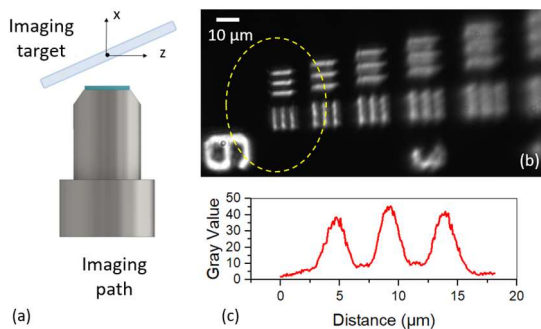 Imaging
target
x
z
Imaging
path
(a)
10 μm
(b)
50
40
30
20
10
0
Gray Value
0 5 10 15 20
Distance (μm)
(c)